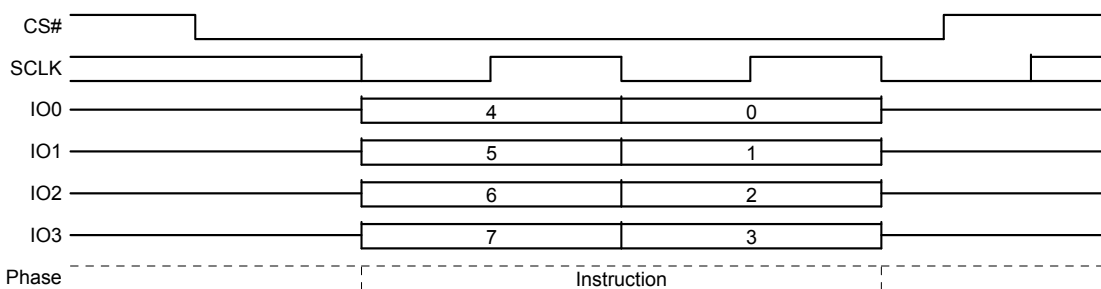 CS#
SCLK
IO0 4 0
IO1 5 1
IO2 6 2
IO3 7 3
Phase Instruction